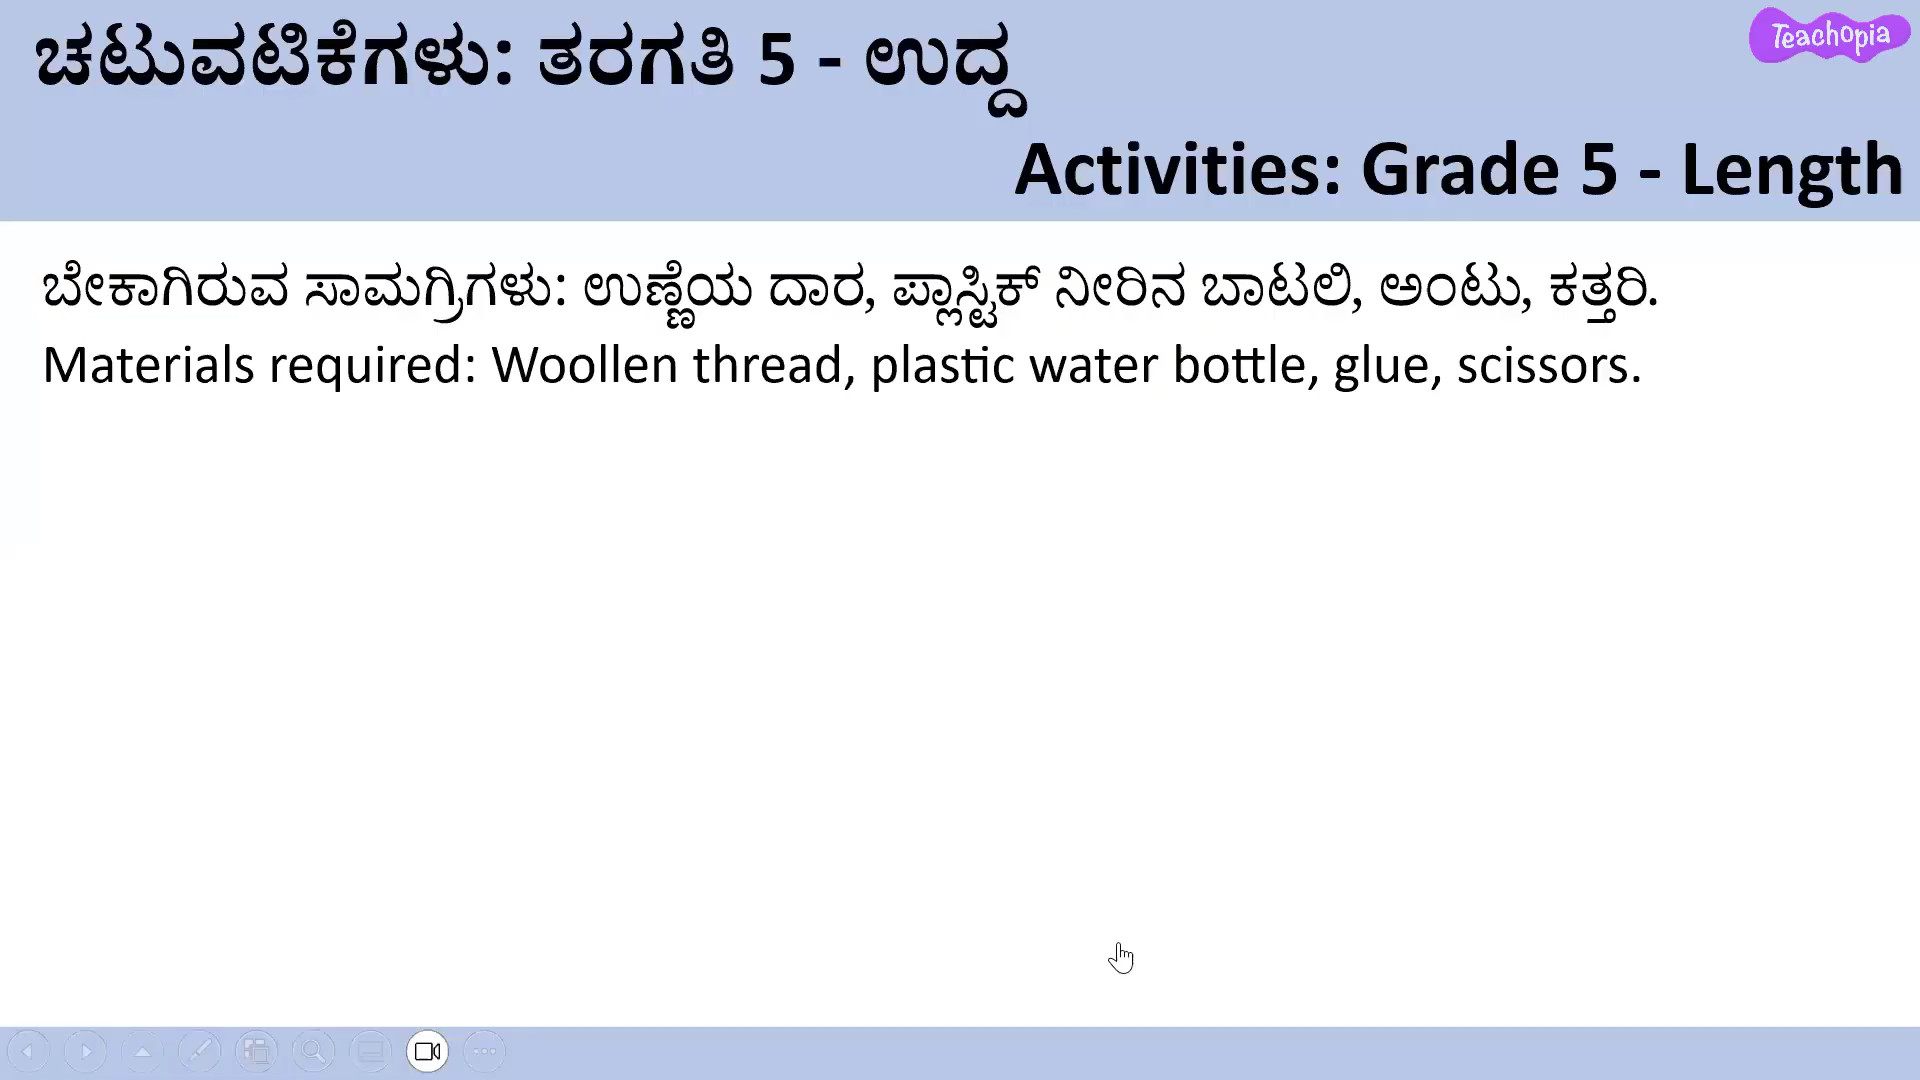 ಚಟುವಟಿಕೆಗಳು: ತರಗತಿ 5 - ಉದ್ದ
Teachopia
Activities: Grade 5 - Length
ಬೇಕಾಗಿರುವ ಸಾಮಗ್ರಿಗಳು: ಉಣ್ಣೆಯ ದಾರ, ಪ್ಲಾಸ್ಟಿಕ್ ನೀರಿನ ಬಾಟಲಿ, ಅಂಟು, ಕತ್ತರಿ.
Materials required: Woollen thread, plastic water bottle, glue, scissors.